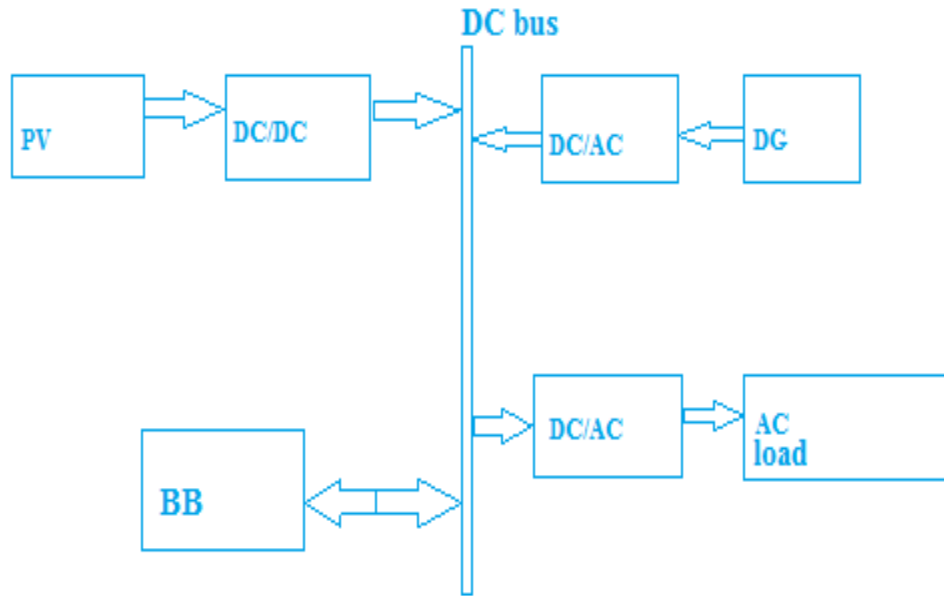 DC bus
PV
DC/DC
DC/AC
DG
BB
DC/AC
AC
load